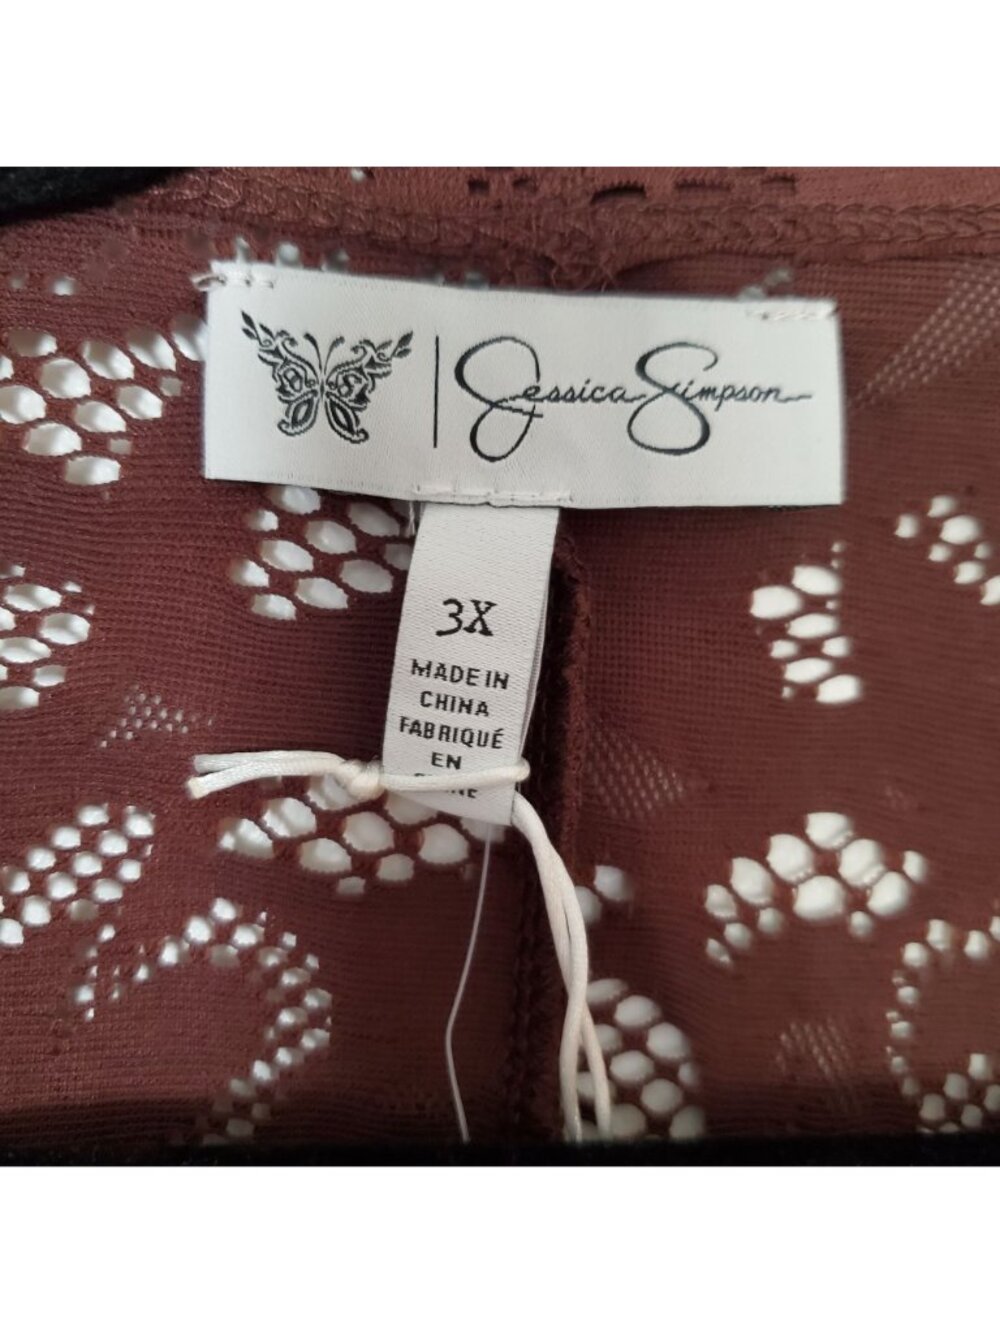 Jessica Simpson
3X
MADE IN
CHINA
FABRIQUÉ
EN